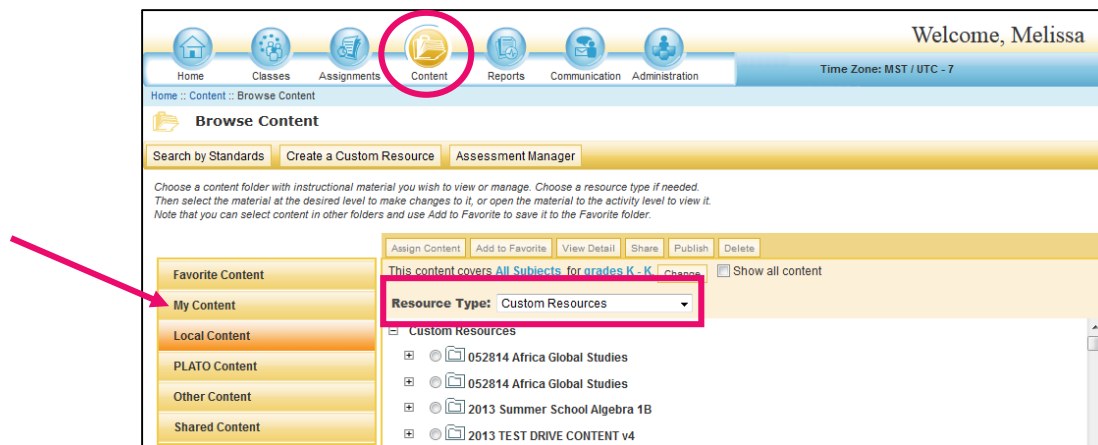 Welcome, Melissa
Home Classes Assignments Content Reports Communication Administration
Time Zone: MST / UTC - 7
Home :: Content :: Browse Content
Browse Content
Search by Standards Create a Custom Resource Assessment Manager
Choose a content folder with instructional material you wish to view or manage. Choose a resource type if needed.
Then select the material at the desired level to make changes to it, or open the material to the activity level to view it.
Note that you can select content in other folders and use Add to Favorite to save it to the Favorite folder.
Assign Content Add to Favorite View Detail Share Publish Delete
This content covers All Subjects for grades K - K Change Show all content
Resource Type: Custom Resources
Favorite Content
My Content
Local Content
PLATO Content
Other Content
Shared Content
Custom Resources
052814 Africa Global Studies
052814 Africa Global Studies
2013 Summer School Algebra 1B
2013 TEST DRIVE CONTENT v4